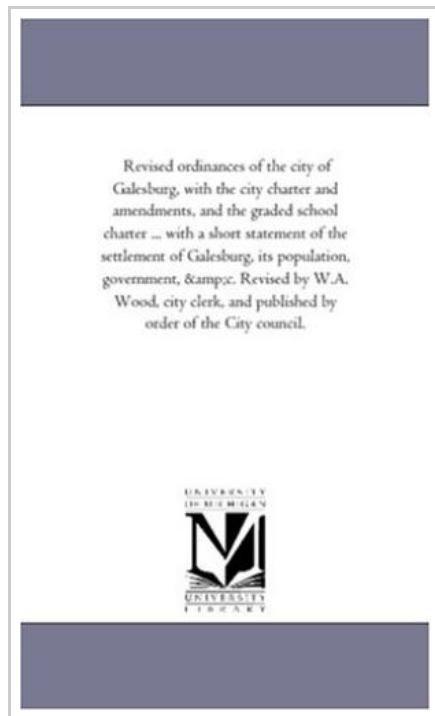 Revised ordinances of the city of
Galesburg, with the city charter and
amendments, and the graded school
charter ... with a short statement of the
settlement of Galesburg, its population,
government, &amp;c. Revised by W.A.
Wood, city clerk, and published by
order of the City council.
UNIVERSITY
OF MICHIGAN
UNIVERSITY
LIBRARY